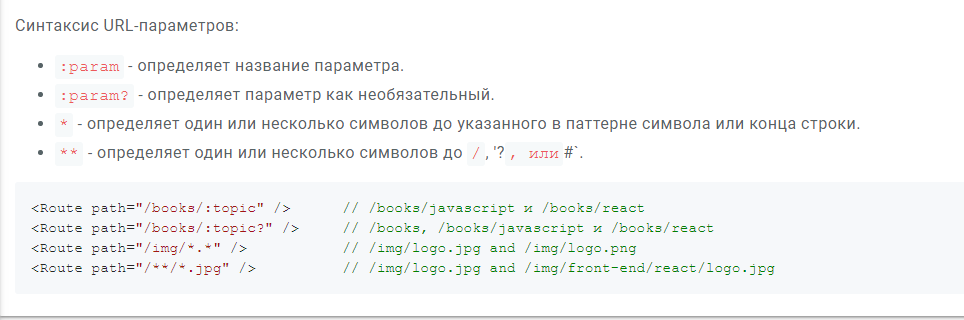 Синтаксис URL-параметров:
• :param - определяет название параметра.
• :param? - определяет параметр как необязательный.
• * - определяет один или несколько символов до указанного в паттерне символа или конца строки.
• ** - определяет один или несколько символов до /, '?, или#`.
<Route path="/books/:topic" />      // /books/javascript и /books/react
<Route path="/books/:topic?" />     // /books, /books/javascript и /books/react
<Route path="/img/*.*" />           // /img/logo.jpg and /img/logo.png
<Route path="/**/*.jpg" />          // /img/logo.jpg and /img/front-end/react/logo.jpg